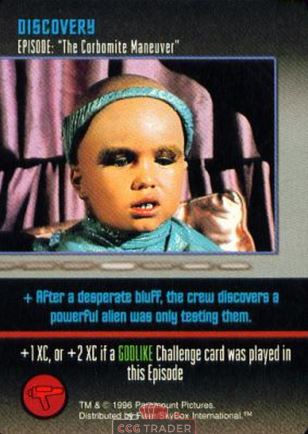 DISCOVERY
EPISODE: "The Corbomite Maneuver"
+ After a desperate bluff, the crew discovers a
powerful alien was only testing them.
+1 XC, or +2 XC if a GODLIKE Challenge card was played in
this Episode
TM & © 1996 Paramount Pictures.
Distributed by Fleer/SkyBox International.™
CCG TRADER